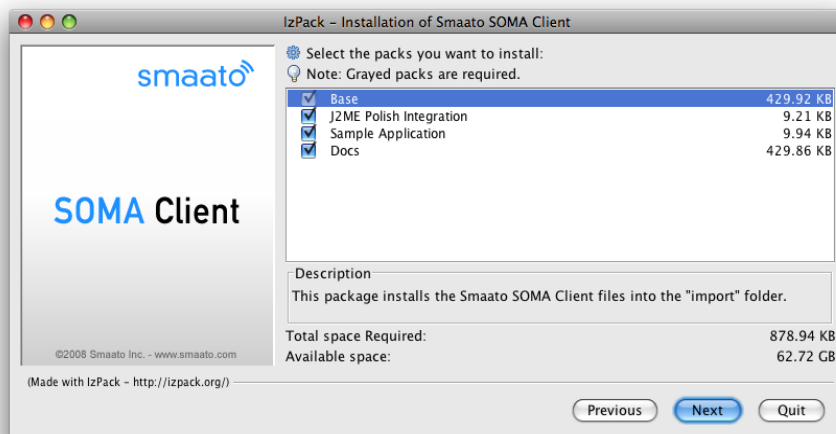 IzPack - Installation of Smaato SOMA Client
smaato
SOMA Client
©2008 Smaato Inc. - www.smaato.com
Select the packs you want to install:
Note: Grayed packs are required.
Base 429.92 KB
J2ME Polish Integration 9.21 KB
Sample Application 9.94 KB
Docs 429.86 KB
Description
This package installs the Smaato SOMA Client files into the "import" folder.
Total space Required: 878.94 KB
Available space: 62.72 GB
(Made with IzPack - http://izpack.org/)
Previous Next Quit